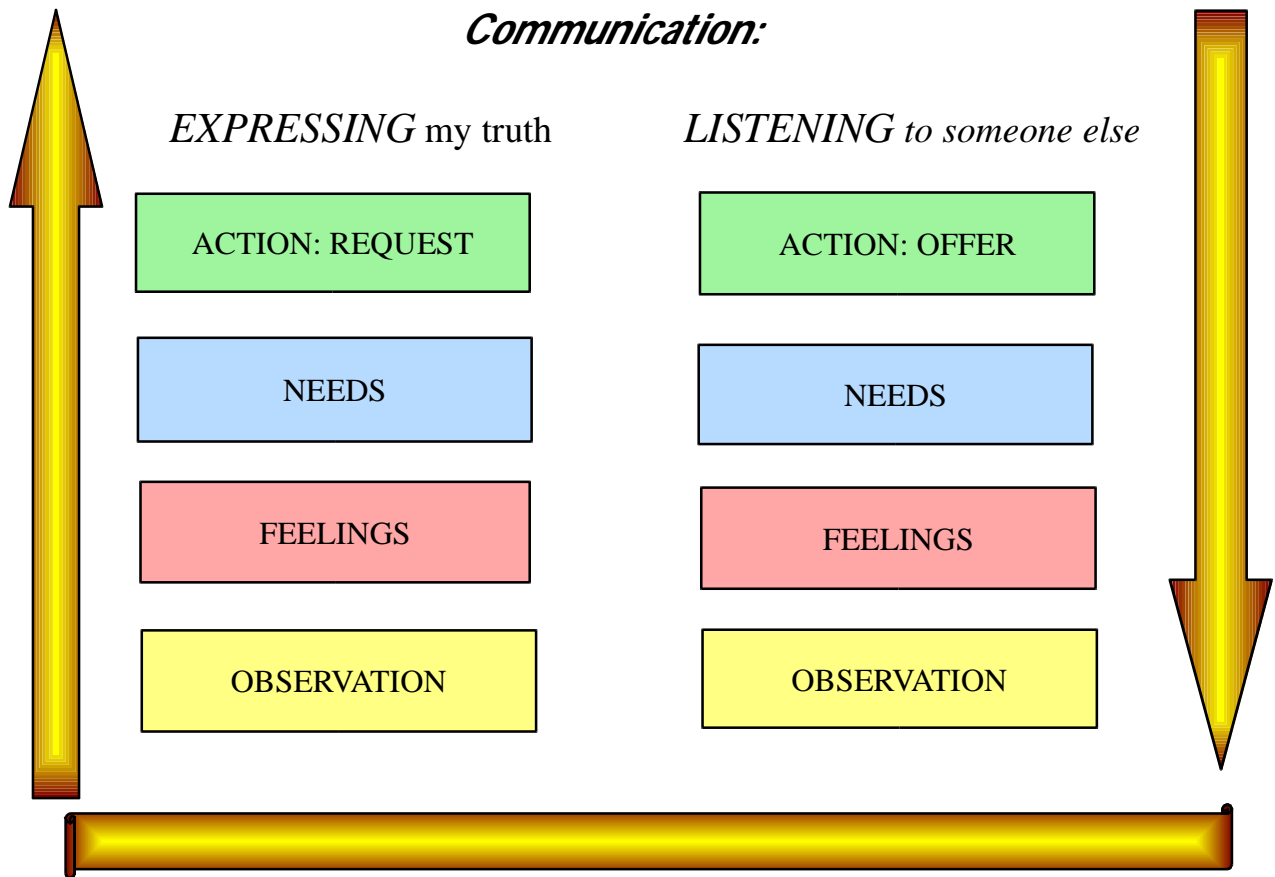 Communication:
EXPRESSING my truth
LISTENING to someone else
ACTION: REQUEST
ACTION: OFFER
NEEDS
NEEDS
FEELINGS
FEELINGS
OBSERVATION
OBSERVATION